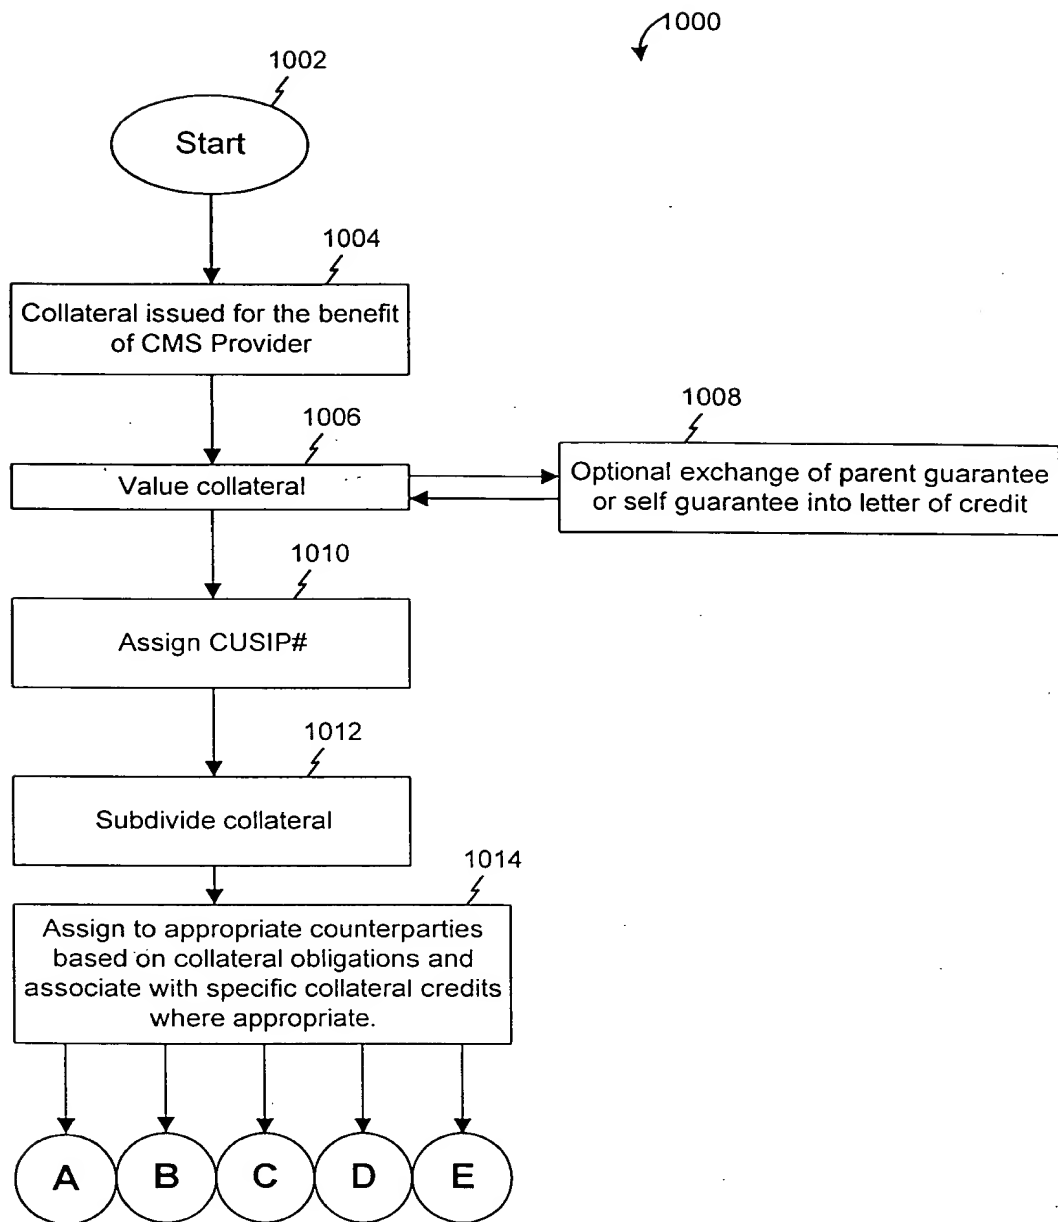 1000
1002
Start
1004
Collateral issued for the benefit
of CMS Provider
1006
Value collateral
1008
Optional exchange of parent guarantee
or self guarantee into letter of credit
1010
Assign CUSIP#
1012
Subdivide collateral
1014
Assign to appropriate counterparties
based on collateral obligations and
associate with specific collateral credits
where appropriate.
A B C D E